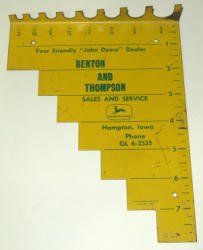 Your Friendly "John Deere" Dealer
BENTON
AND
THOMPSON
SALES AND SERVICE
Hampton, Iowa
Phone
GL 6-2535
1
2
3
4
5
6
7